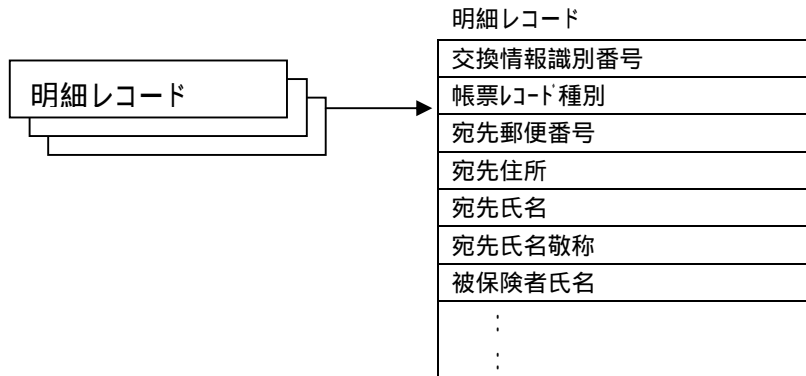 明細レコード
明細レコード
交換情報識別番号
帳票ﾚｺｰﾄﾞ種別
宛先郵便番号
宛先住所
宛先氏名
宛先氏名敬称
被保険者氏名
：
：